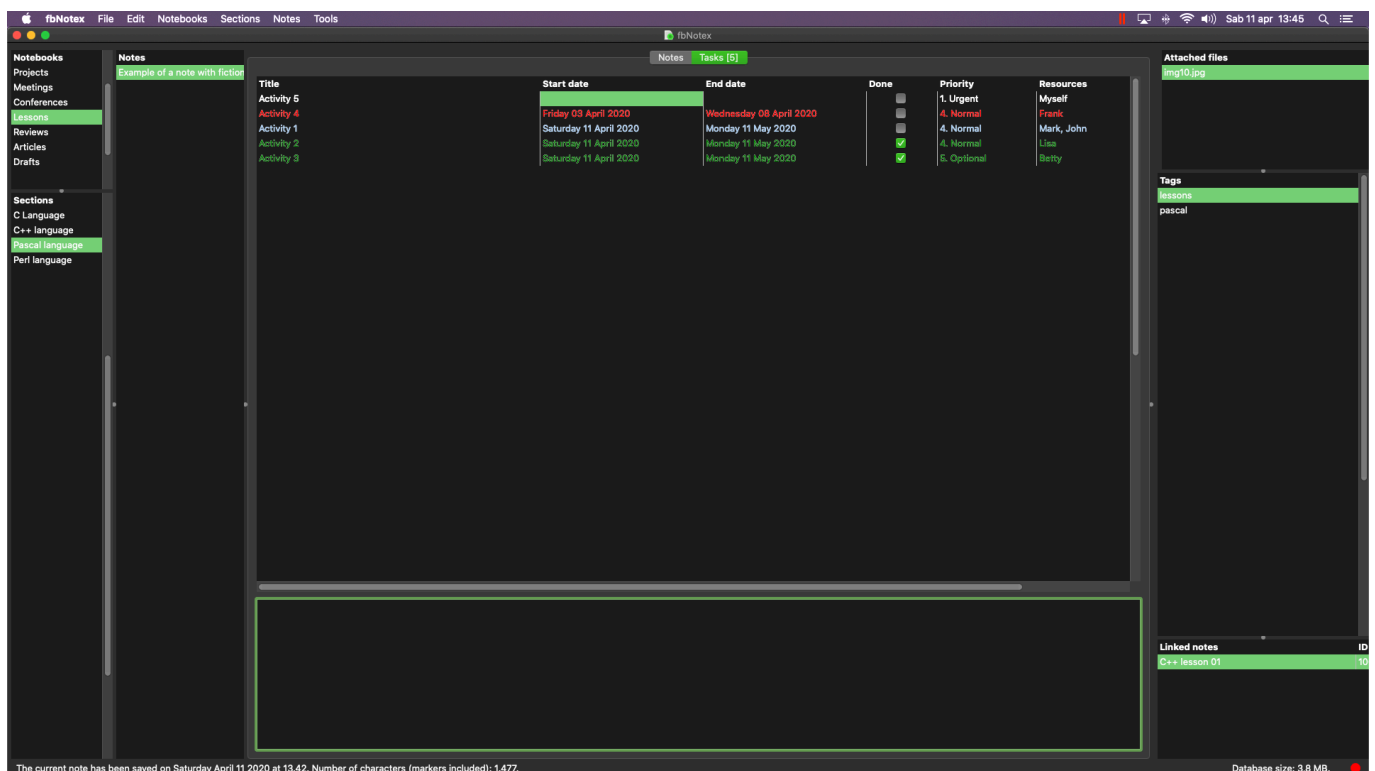 fbNotex File Edit Notebooks Sections Notes Tools Sab 11 apr 13:45
fbNotex
Notebooks
Projects
Meetings
Conferences
Lessons
Reviews
Articles
Drafts
Sections
C Language
C++ language
Pascal language
Perl language
Notes
Example of a note with fiction
Notes Tasks [5]
Title Start date End date Done Priority Resources
Activity 5 1. Urgent Myself
Activity 4 Friday 03 April 2020 Wednesday 08 April 2020 4. Normal Frank
Activity 1 Saturday 11 April 2020 Monday 11 May 2020 4. Normal Mark, John
Activity 2 Saturday 11 April 2020 Monday 11 May 2020 4. Normal Lisa
Activity 3 Saturday 11 April 2020 Monday 11 May 2020 5. Optional Betty
Attached files
img10.jpg
Tags
lessons
pascal
Linked notes ID
C++ lesson 01 10
The current note has been saved on Saturday April 11 2020 at 13.42. Number of characters (markers included): 1.477. Database size: 3.8 MB.